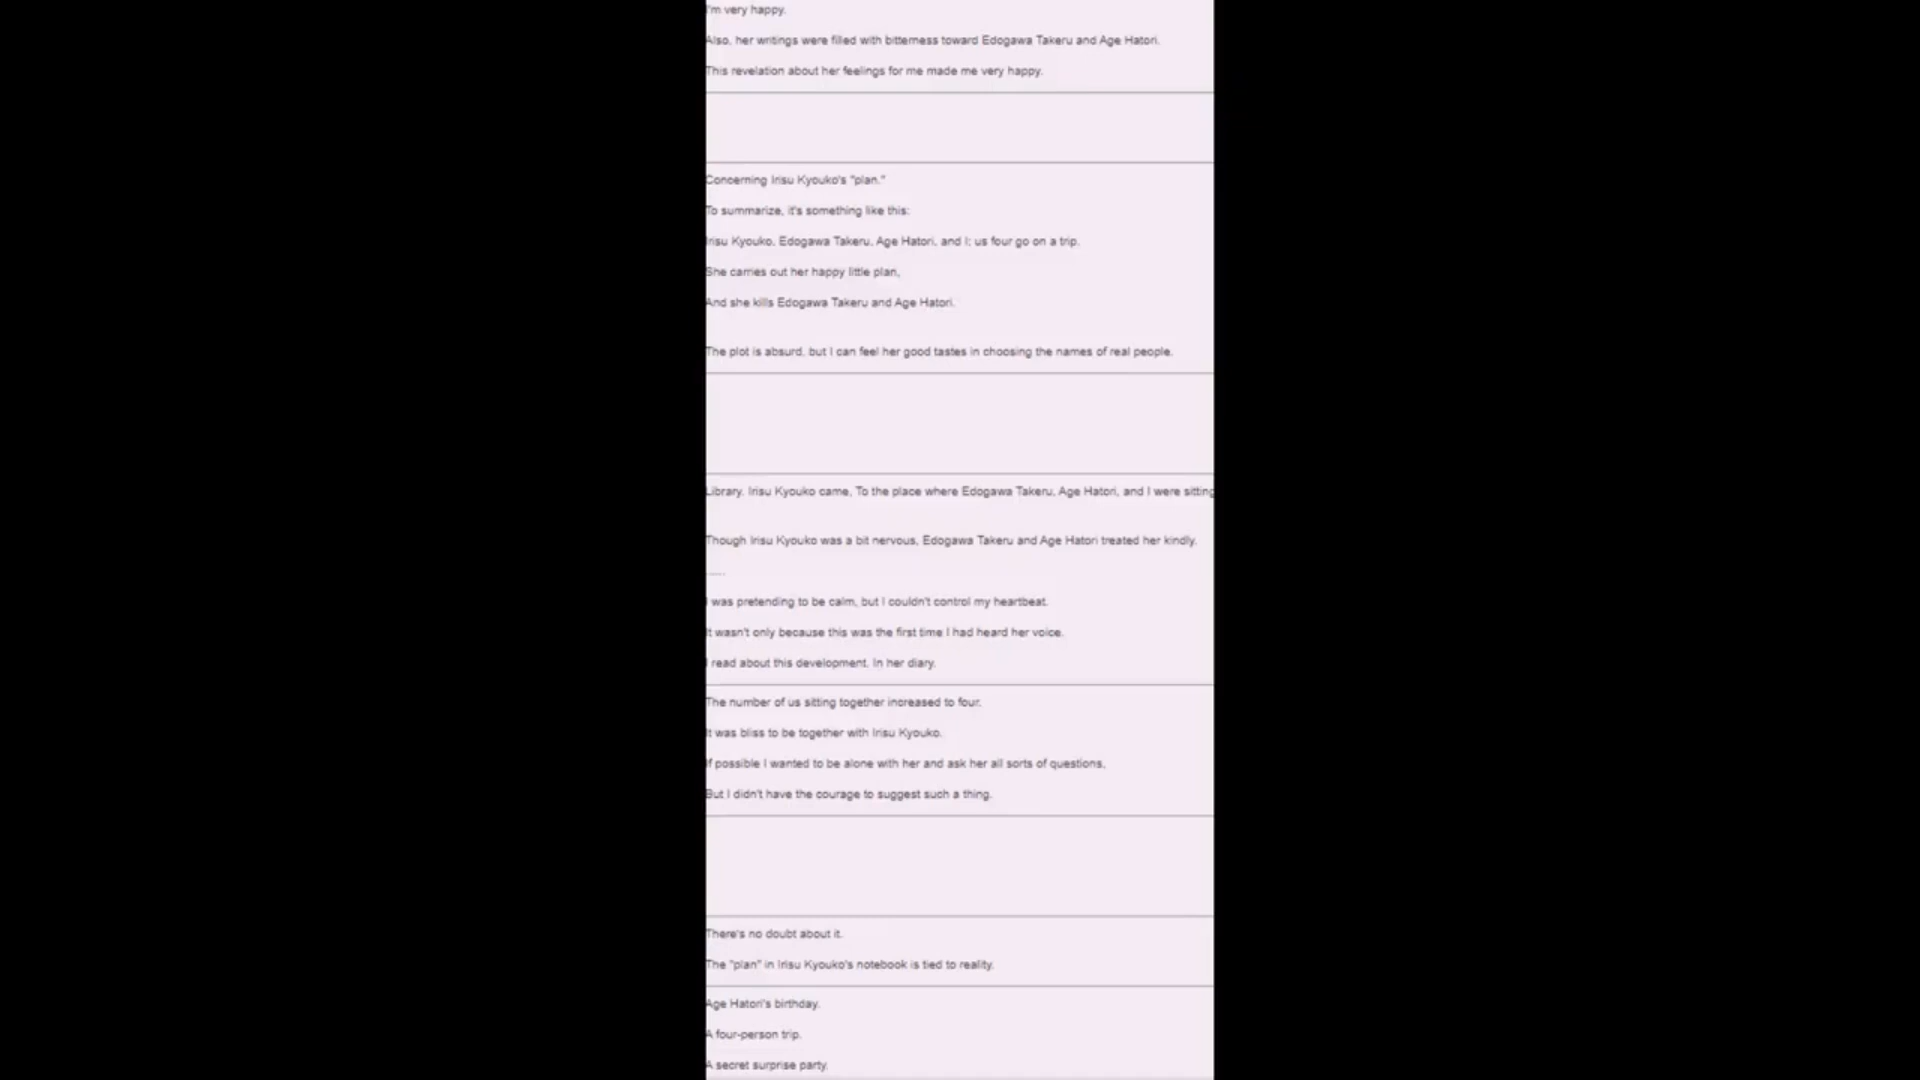 I'm very happy.
Also, her writings were filled with bitterness toward Edogawa Takeru and Age Hatori.
This revelation about her feelings for me made me very happy.
Concerning Irisu Kyouko's "plan."
To summarize, it's something like this:
Irisu Kyouko, Edogawa Takeru, Age Hatori, and I; us four go on a trip.
She carries out her happy little plan,
And she kills Edogawa Takeru and Age Hatori.
The plot is absurd, but I can feel her good tastes in choosing the names of real people.
Library. Irisu Kyouko came, To the place where Edogawa Takeru, Age Hatori, and I were sitting
Though Irisu Kyouko was a bit nervous, Edogawa Takeru and Age Hatori treated her kindly.
......
I was pretending to be calm, but I couldn't control my heartbeat.
It wasn't only because this was the first time I had heard her voice.
I read about this development. In her diary.
The number of us sitting together increased to four.
It was bliss to be together with Irisu Kyouko.
If possible I wanted to be alone with her and ask her all sorts of questions,
But I didn't have the courage to suggest such a thing.
There's no doubt about it.
The "plan" in Irisu Kyouko's notebook is tied to reality.
Age Hatori's birthday.
A four-person trip.
A secret surprise party.